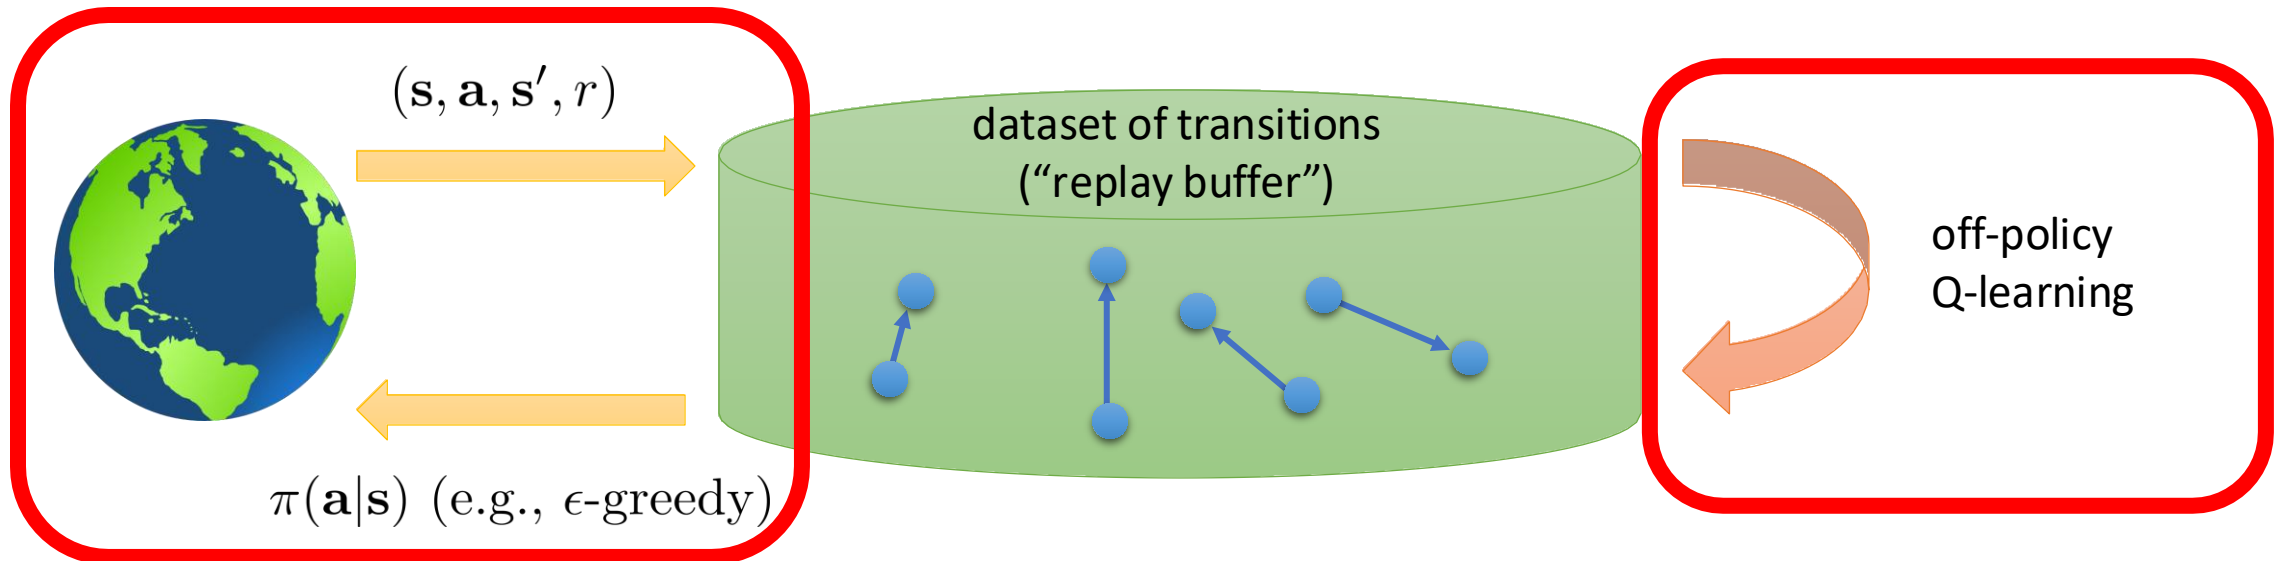 (s, a, s′, r)
dataset of transitions
(“replay buffer”)
off-policy
Q-learning
π(a|s) (e.g., ϵ-greedy)